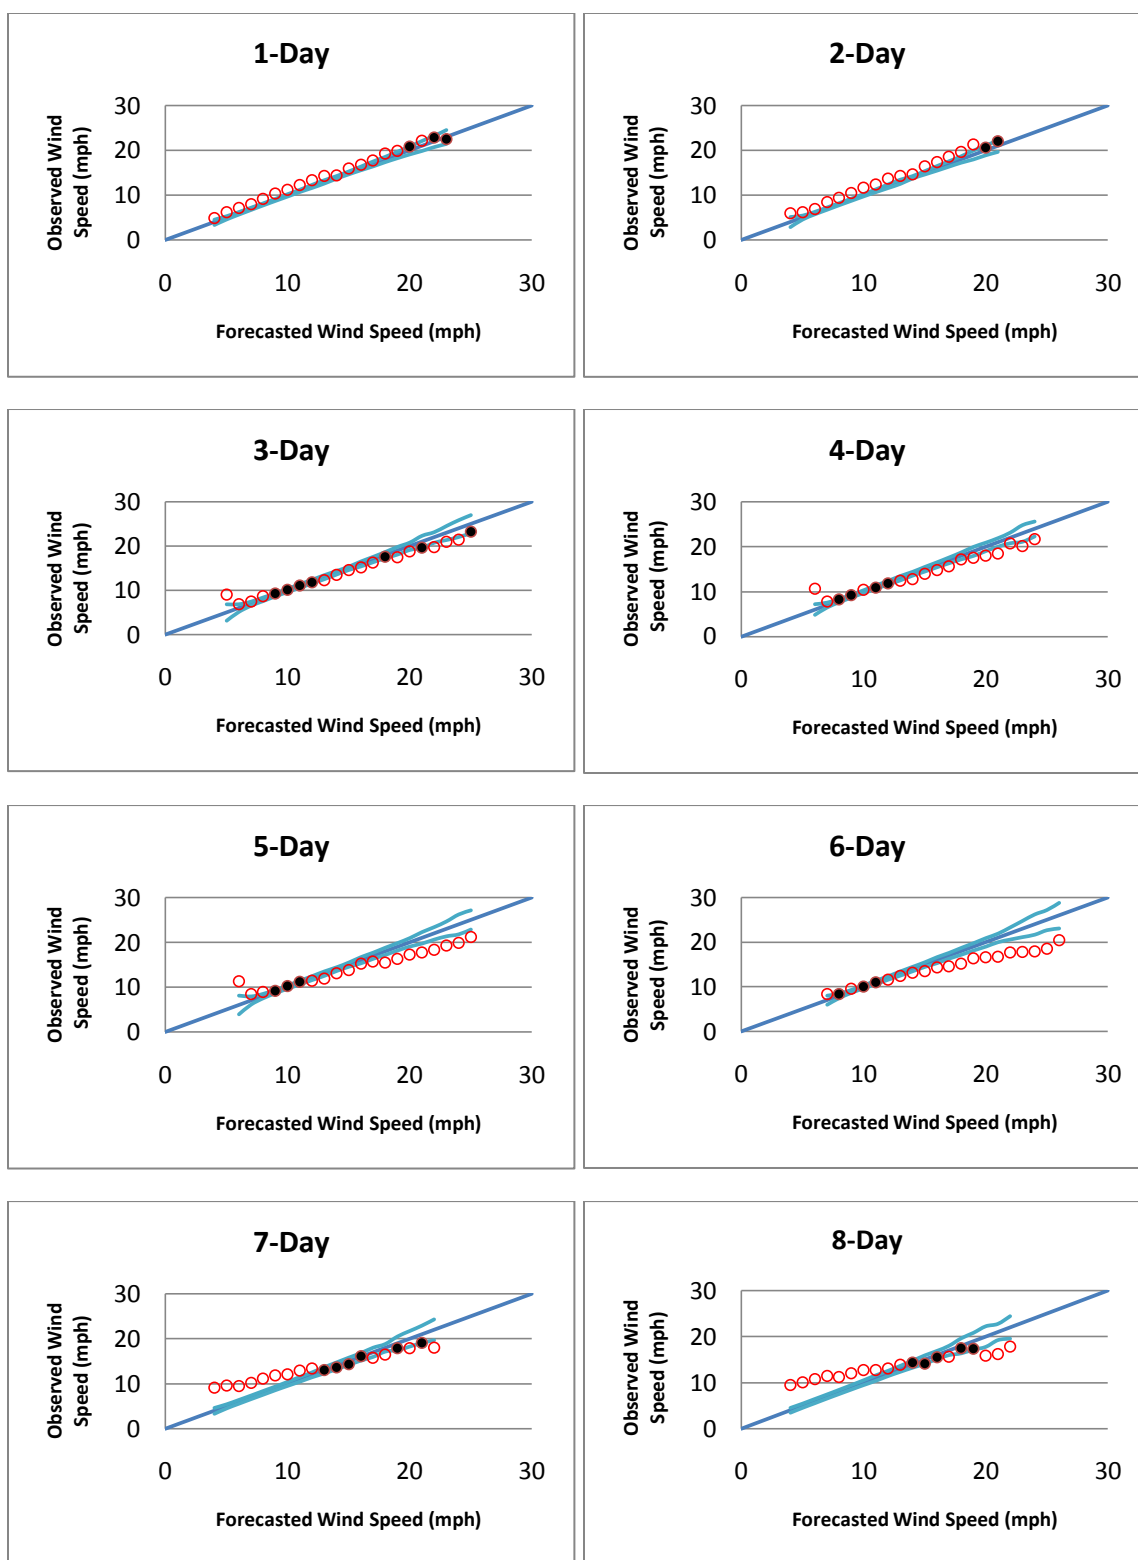 1-Day
30
20
10
0
0 10 20 30
Observed Wind
Speed (mph)
Forecasted Wind Speed (mph)
2-Day
30
20
10
0
0 10 20 30
Observed Wind
Speed (mph)
Forecasted Wind Speed (mph)
3-Day
30
20
10
0
0 10 20 30
Observed Wind
Speed (mph)
Forecasted Wind Speed (mph)
4-Day
30
20
10
0
0 10 20 30
Observed Wind
Speed (mph)
Forecasted Wind Speed (mph)
5-Day
30
20
10
0
0 10 20 30
Observed Wind
Speed (mph)
Forecasted Wind Speed (mph)
6-Day
30
20
10
0
0 10 20 30
Observed Wind
Speed (mph)
Forecasted Wind Speed (mph)
7-Day
30
20
10
0
0 10 20 30
Observed Wind
Speed (mph)
Forecasted Wind Speed (mph)
8-Day
30
20
10
0
0 10 20 30
Observed Wind
Speed (mph)
Forecasted Wind Speed (mph)